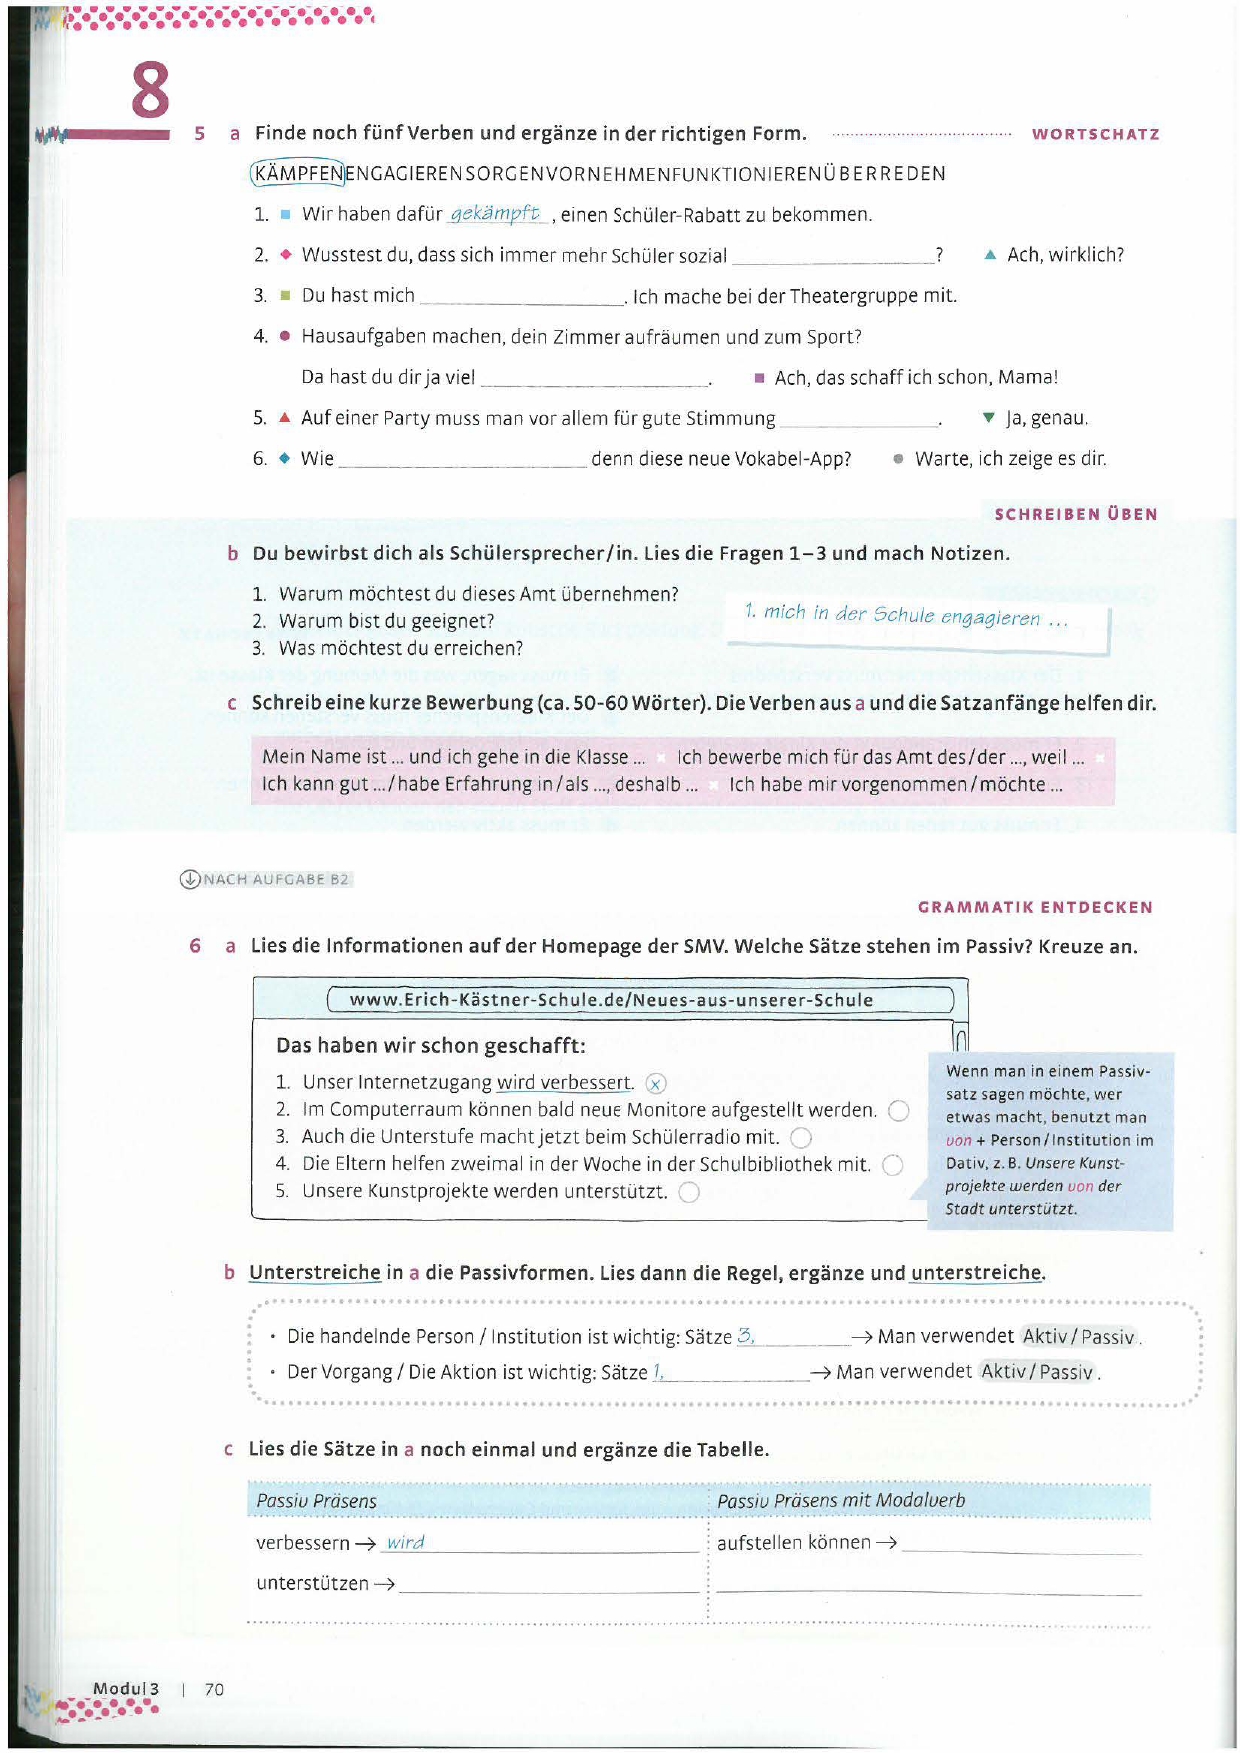 8
5 a Finde noch fünf Verben und ergänze in der richtigen Form. WORTSCHATZ
KÄMPFENENGAGIERENSORGENVORNEHMENFUNKTIONIERENÜBERREDEN
1. Wir haben dafür gekämpft, einen Schüler-Rabatt zu bekommen.
2. Wusstest du, dass sich immer mehr Schüler sozial ____? Ach, wirklich?
3. Du hast mich ____. Ich mache bei der Theatergruppe mit.
4. Hausaufgaben machen, dein Zimmer aufräumen und zum Sport?
Da hast du dir ja viel ____. Ach, das schaff ich schon, Mama!
5. Auf einer Party muss man vor allem für gute Stimmung ____. Ja, genau.
6. Wie ____ denn diese neue Vokabel-App? Warte, ich zeige es dir.
SCHREIBEN ÜBEN
b Du bewirbst dich als Schülersprecher/in. Lies die Fragen 1–3 und mach Notizen.
1. Warum möchtest du dieses Amt übernehmen?
2. Warum bist du geeignet?
3. Was möchtest du erreichen?
1. mich in der Schule engagieren ...
c Schreib eine kurze Bewerbung (ca. 50-60 Wörter). Die Verben aus a und die Satzanfänge helfen dir.
Mein Name ist ... und ich gehe in die Klasse ... Ich bewerbe mich für das Amt des/der ..., weil ...
Ich kann gut .../habe Erfahrung in/als ..., deshalb ... Ich habe mir vorgenommen/möchte ...
NACH AUFGABE B2
GRAMMATIK ENTDECKEN
6 a Lies die Informationen auf der Homepage der SMV. Welche Sätze stehen im Passiv? Kreuze an.
www.Erich-Kästner-Schule.de/Neues-aus-unserer-Schule
Das haben wir schon geschafft:
1. Unser Internetzugang wird verbessert. x
2. Im Computerraum können bald neue Monitore aufgestellt werden.
3. Auch die Unterstufe macht jetzt beim Schülerradio mit.
4. Die Eltern helfen zweimal in der Woche in der Schulbibliothek mit.
5. Unsere Kunstprojekte werden unterstützt.
Wenn man in einem Passiv-
satz sagen möchte, wer
etwas macht, benutzt man
von + Person/Institution im
Dativ, z. B. Unsere Kunst-
projekte werden von der
Stadt unterstützt.
b Unterstreiche in a die Passivformen. Lies dann die Regel, ergänze und unterstreiche.
· Die handelnde Person / Institution ist wichtig: Sätze 3, ____ → Man verwendet Aktiv / Passiv.
· Der Vorgang / Die Aktion ist wichtig: Sätze 1, ____ → Man verwendet Aktiv / Passiv.
c Lies die Sätze in a noch einmal und ergänze die Tabelle.
Passiv Präsens Passiv Präsens mit Modalverb
verbessern → wird ____ aufstellen können → ____
unterstützen → ____
Modul 3 | 70